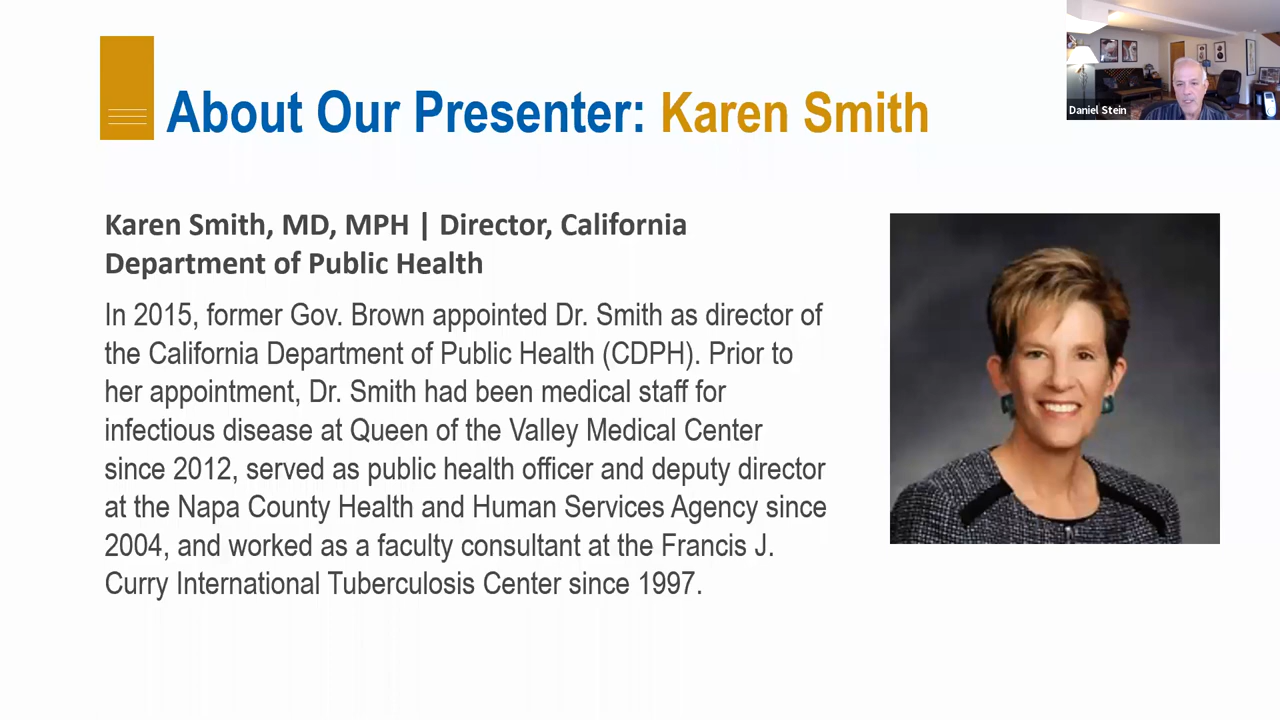 About Our Presenter: Karen Smith
Daniel Stein
Karen Smith, MD, MPH | Director, California
Department of Public Health
In 2015, former Gov. Brown appointed Dr. Smith as director of
the California Department of Public Health (CDPH). Prior to
her appointment, Dr. Smith had been medical staff for
infectious disease at Queen of the Valley Medical Center
since 2012, served as public health officer and deputy director
at the Napa County Health and Human Services Agency since
2004, and worked as a faculty consultant at the Francis J.
Curry International Tuberculosis Center since 1997.